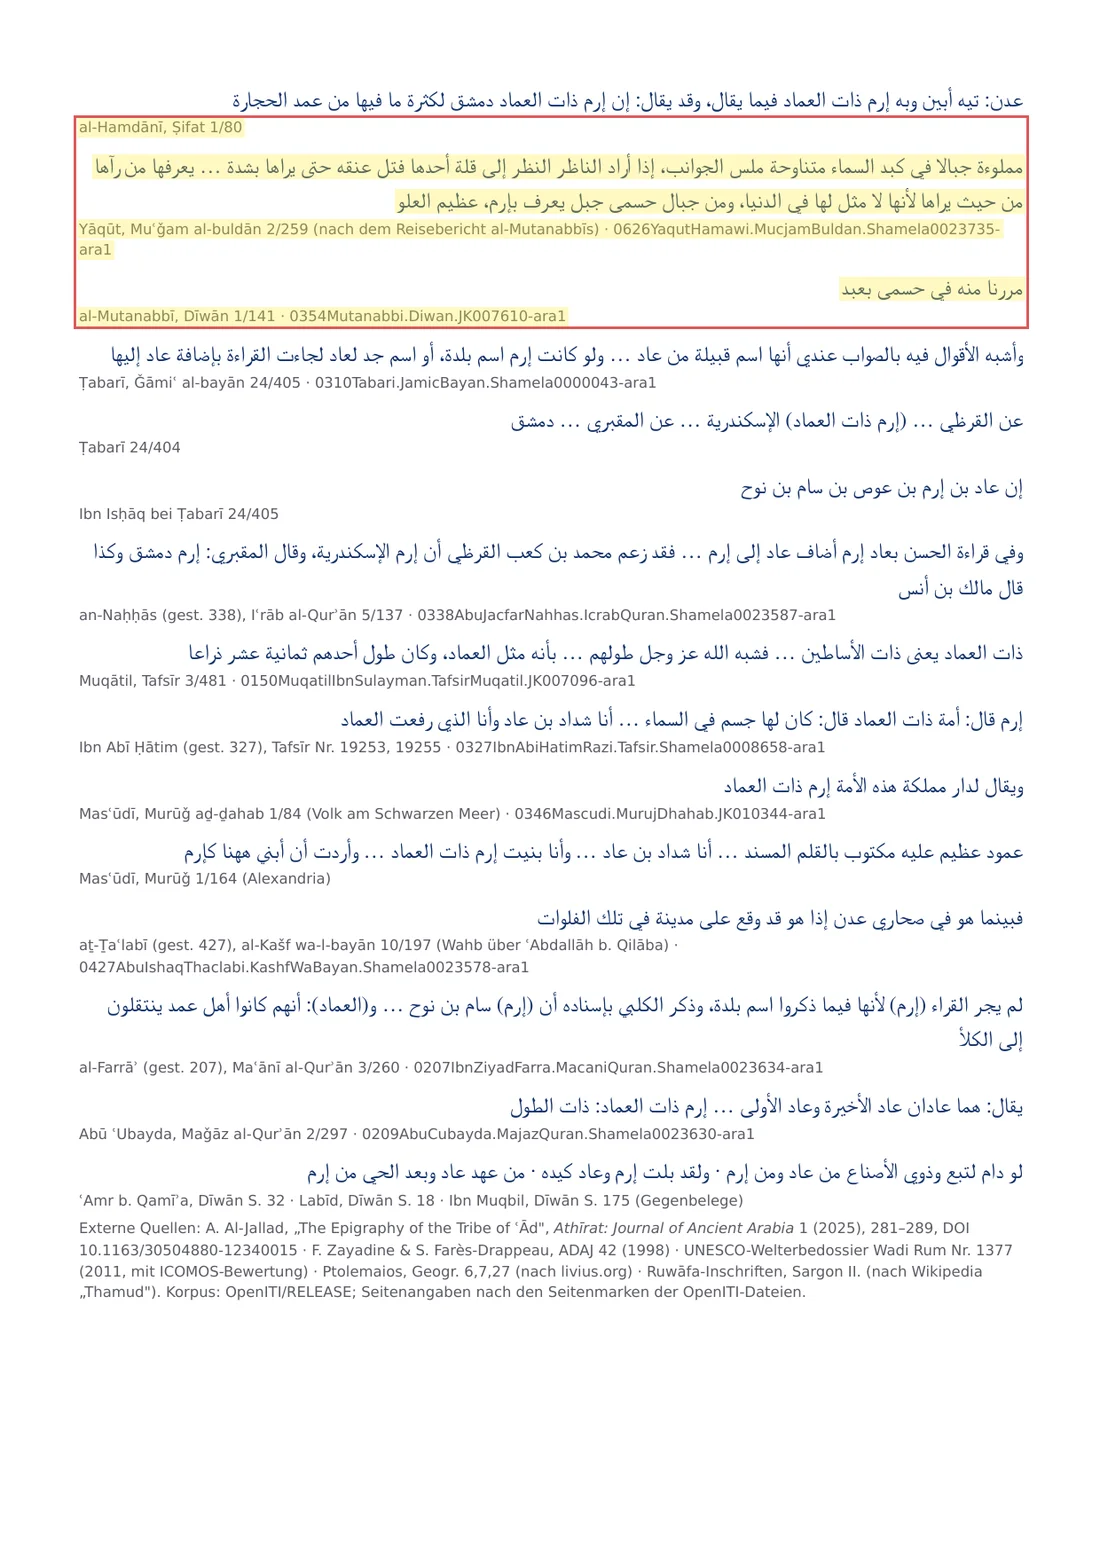 عدن: تيه أبين وبه إرم ذات العماد فيما يقال، وقد يقال: إن إرم ذات العماد دمشق لكثرة ما فيها من عمد الحجارة
al-Hamdānī, Ṣifat 1/80
مملوءة جبالا في كبد السماء متناوحة ملس الجوانب، إذا أراد الناظر النظر إلى قلة أحدها فتل عنقه حتى يراها بشدة … يعرفها من رآها
من حيث يراها لأنها لا مثل لها في الدنيا، ومن جبال حسمى جبل يعرف بإرم، عظيم العلو
Yāqūt, Muʿǧam al-buldān 2/259 (nach dem Reisebericht al-Mutanabbīs) · 0626YaqutHamawi.MucjamBuldan.Shamela0023735-
ara1
مررنا منه في حسمى بعبد
al-Mutanabbī, Dīwān 1/141 · 0354Mutanabbi.Diwan.JK007610-ara1
وأشبه الأقوال فيه بالصواب عندي أنها اسم قبيلة من عاد … ولو كانت إرم اسم بلدة، أو اسم جد لعاد لجاءت القراءة بإضافة عاد إليها
Ṭabarī, Ǧāmiʿ al-bayān 24/405 · 0310Tabari.JamicBayan.Shamela0000043-ara1
عن القرظي … (إرم ذات العماد) الإسكندرية … عن المقبري … دمشق
Ṭabarī 24/404
إن عاد بن إرم بن عوص بن سام بن نوح
Ibn Isḥāq bei Ṭabarī 24/405
وفي قراءة الحسن بعاد إرم أضاف عاد إلى إرم … فقد زعم محمد بن كعب القرظي أن إرم الإسكندرية، وقال المقبري: إرم دمشق وكذا
قال مالك بن أنس
an-Naḥḥās (gest. 338), Iʿrāb al-Qurʾān 5/137 · 0338AbuJacfarNahhas.IcrabQuran.Shamela0023587-ara1
ذات العماد يعنى ذات الأساطين … فشبه الله عز وجل طولهم … بأنه مثل العماد، وكان طول أحدهم ثمانية عشر ذراعا
Muqātil, Tafsīr 3/481 · 0150MuqatilIbnSulayman.TafsirMuqatil.JK007096-ara1
إرم قال: أمة ذات العماد قال: كان لها جسم في السماء … أنا شداد بن عاد وأنا الذي رفعت العماد
Ibn Abī Ḥātim (gest. 327), Tafsīr Nr. 19253, 19255 · 0327IbnAbiHatimRazi.Tafsir.Shamela0008658-ara1
ويقال لدار مملكة هذه الأمة إرم ذات العماد
Masʿūdī, Murūǧ aḏ-ḏahab 1/84 (Volk am Schwarzen Meer) · 0346Mascudi.MurujDhahab.JK010344-ara1
عمود عظيم عليه مكتوب بالقلم المسند … أنا شداد بن عاد … وأنا بنيت إرم ذات العماد … وأردت أن أبني ههنا كإرم
Masʿūdī, Murūǧ 1/164 (Alexandria)
فبينما هو في صحاري عدن إذا هو قد وقع على مدينة في تلك الفلوات
aṯ-Ṯaʿlabī (gest. 427), al-Kašf wa-l-bayān 10/197 (Wahb über ʿAbdallāh b. Qilāba) ·
0427AbuIshaqThaclabi.KashfWaBayan.Shamela0023578-ara1
لم يجر القراء (إرم) لأنها فيما ذكروا اسم بلدة، وذكر الكلبي بإسناده أن (إرم) سام بن نوح … و(العماد): أنهم كانوا أهل عمد ينتقلون
إلى الكلأ
al-Farrāʾ (gest. 207), Maʿānī al-Qurʾān 3/260 · 0207IbnZiyadFarra.MacaniQuran.Shamela0023634-ara1
يقال: هما عادان عاد الأخيرة وعاد الأولى … إرم ذات العماد: ذات الطول
Abū ʿUbayda, Maǧāz al-Qurʾān 2/297 · 0209AbuCubayda.MajazQuran.Shamela0023630-ara1
لو دام لتبع وذوي الأصناع من عاد ومن إرم · ولقد بلت إرم وعاد كيده · من عهد عاد وبعد الحي من إرم
ʿAmr b. Qamīʾa, Dīwān S. 32 · Labīd, Dīwān S. 18 · Ibn Muqbil, Dīwān S. 175 (Gegenbelege)
Externe Quellen: A. Al-Jallad, „The Epigraphy of the Tribe of ʿĀd", Athīrat: Journal of Ancient Arabia 1 (2025), 281–289, DOI
10.1163/30504880-12340015 · F. Zayadine & S. Farès-Drappeau, ADAJ 42 (1998) · UNESCO-Welterbedossier Wadi Rum Nr. 1377
(2011, mit ICOMOS-Bewertung) · Ptolemaios, Geogr. 6,7,27 (nach livius.org) · Ruwāfa-Inschriften, Sargon II. (nach Wikipedia
„Thamud"). Korpus: OpenITI/RELEASE; Seitenangaben nach den Seitenmarken der OpenITI-Dateien.